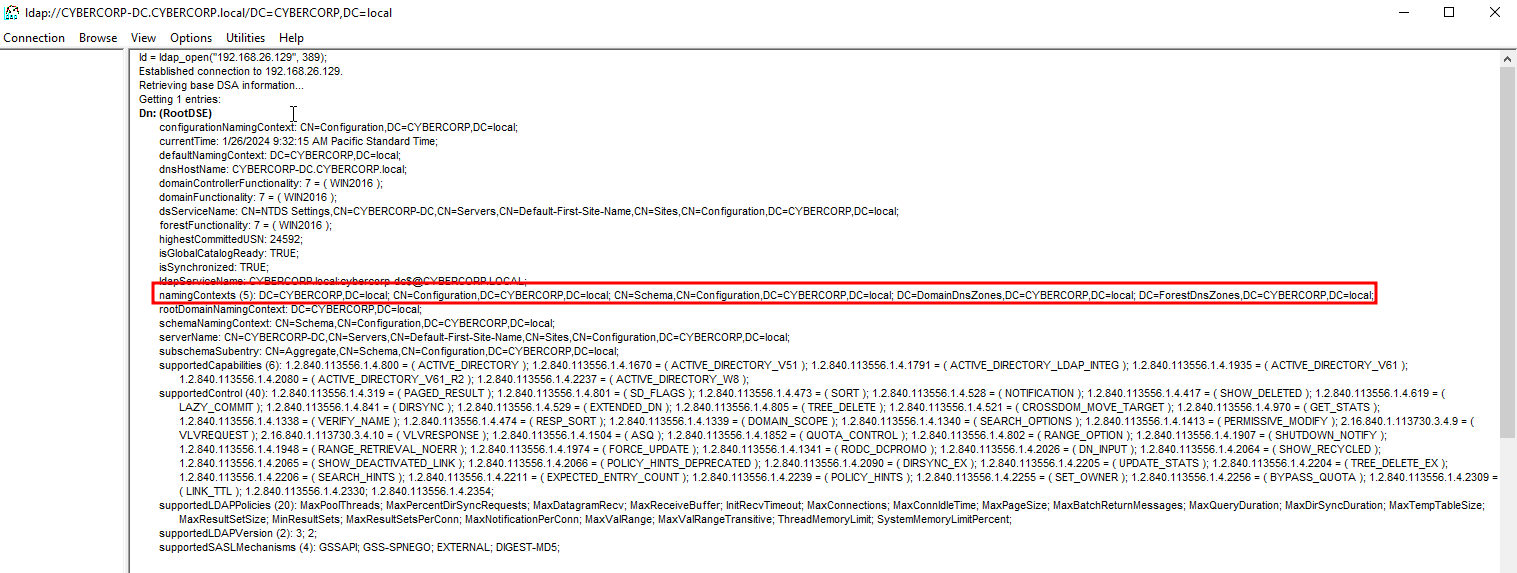 ldap://CYBERCORP-DC.CYBERCORP.local/DC=CYBERCORP,DC=local
Connection Browse View Options Utilities Help
ld = ldap_open("192.168.26.129", 389);
Established connection to 192.168.26.129.
Retrieving base DSA information...
Getting 1 entries:
Dn: (RootDSE)
configurationNamingContext: CN=Configuration,DC=CYBERCORP,DC=local;
currentTime: 1/26/2024 9:32:15 AM Pacific Standard Time;
defaultNamingContext: DC=CYBERCORP,DC=local;
dnsHostName: CYBERCORP-DC.CYBERCORP.local;
domainControllerFunctionality: 7 = ( WIN2016 );
domainFunctionality: 7 = ( WIN2016 );
dsServiceName: CN=NTDS Settings,CN=CYBERCORP-DC,CN=Servers,CN=Default-First-Site-Name,CN=Sites,CN=Configuration,DC=CYBERCORP,DC=local;
forestFunctionality: 7 = ( WIN2016 );
highestCommittedUSN: 24592;
isGlobalCatalogReady: TRUE;
isSynchronized: TRUE;
ldapServiceName: CYBERCORP.local:cybercorp-dc$@CYBERCORP.LOCAL;
namingContexts (5): DC=CYBERCORP,DC=local; CN=Configuration,DC=CYBERCORP,DC=local; CN=Schema,CN=Configuration,DC=CYBERCORP,DC=local; DC=DomainDnsZones,DC=CYBERCORP,DC=local; DC=ForestDnsZones,DC=CYBERCORP,DC=local;
rootDomainNamingContext: DC=CYBERCORP,DC=local;
schemaNamingContext: CN=Schema,CN=Configuration,DC=CYBERCORP,DC=local;
serverName: CN=CYBERCORP-DC,CN=Servers,CN=Default-First-Site-Name,CN=Sites,CN=Configuration,DC=CYBERCORP,DC=local;
subschemaSubentry: CN=Aggregate,CN=Schema,CN=Configuration,DC=CYBERCORP,DC=local;
supportedCapabilities (6): 1.2.840.113556.1.4.800 = ( ACTIVE_DIRECTORY ); 1.2.840.113556.1.4.1670 = ( ACTIVE_DIRECTORY_V51 ); 1.2.840.113556.1.4.1791 = ( ACTIVE_DIRECTORY_LDAP_INTEG ); 1.2.840.113556.1.4.1935 = ( ACTIVE_DIRECTORY_V61 );
1.2.840.113556.1.4.2080 = ( ACTIVE_DIRECTORY_V61_R2 ); 1.2.840.113556.1.4.2237 = ( ACTIVE_DIRECTORY_W8 );
supportedControl (40): 1.2.840.113556.1.4.319 = ( PAGED_RESULT ); 1.2.840.113556.1.4.801 = ( SD_FLAGS ); 1.2.840.113556.1.4.473 = ( SORT ); 1.2.840.113556.1.4.528 = ( NOTIFICATION ); 1.2.840.113556.1.4.417 = ( SHOW_DELETED ); 1.2.840.113556.1.4.619 = (
LAZY_COMMIT ); 1.2.840.113556.1.4.841 = ( DIRSYNC ); 1.2.840.113556.1.4.529 = ( EXTENDED_DN ); 1.2.840.113556.1.4.805 = ( TREE_DELETE ); 1.2.840.113556.1.4.521 = ( CROSSDOM_MOVE_TARGET ); 1.2.840.113556.1.4.970 = ( GET_STATS );
1.2.840.113556.1.4.1338 = ( VERIFY_NAME ); 1.2.840.113556.1.4.474 = ( RESP_SORT ); 1.2.840.113556.1.4.1339 = ( DOMAIN_SCOPE ); 1.2.840.113556.1.4.1340 = ( SEARCH_OPTIONS ); 1.2.840.113556.1.4.1413 = ( PERMISSIVE_MODIFY ); 2.16.840.1.113730.3.4.9 = (
VLVREQUEST ); 2.16.840.1.113730.3.4.10 = ( VLVRESPONSE ); 1.2.840.113556.1.4.1504 = ( ASQ ); 1.2.840.113556.1.4.1852 = ( QUOTA_CONTROL ); 1.2.840.113556.1.4.802 = ( RANGE_OPTION ); 1.2.840.113556.1.4.1907 = ( SHUTDOWN_NOTIFY );
1.2.840.113556.1.4.1948 = ( RANGE_RETRIEVAL_NOERR ); 1.2.840.113556.1.4.1974 = ( FORCE_UPDATE ); 1.2.840.113556.1.4.1341 = ( RODC_DCPROMO ); 1.2.840.113556.1.4.2026 = ( DN_INPUT ); 1.2.840.113556.1.4.2064 = ( SHOW_RECYCLED );
1.2.840.113556.1.4.2065 = ( SHOW_DEACTIVATED_LINK ); 1.2.840.113556.1.4.2066 = ( POLICY_HINTS_DEPRECATED ); 1.2.840.113556.1.4.2090 = ( DIRSYNC_EX ); 1.2.840.113556.1.4.2205 = ( UPDATE_STATS ); 1.2.840.113556.1.4.2204 = ( TREE_DELETE_EX );
1.2.840.113556.1.4.2206 = ( SEARCH_HINTS ); 1.2.840.113556.1.4.2211 = ( EXPECTED_ENTRY_COUNT ); 1.2.840.113556.1.4.2239 = ( POLICY_HINTS ); 1.2.840.113556.1.4.2255 = ( SET_OWNER ); 1.2.840.113556.1.4.2256 = ( BYPASS_QUOTA ); 1.2.840.113556.1.4.2309 =
( LINK_TTL ); 1.2.840.113556.1.4.2330; 1.2.840.113556.1.4.2354;
supportedLDAPPolicies (20): MaxPoolThreads; MaxPercentDirSyncRequests; MaxDatagramRecv; MaxReceiveBuffer; InitRecvTimeout; MaxConnections; MaxConnIdleTime; MaxPageSize; MaxBatchReturnMessages; MaxQueryDuration; MaxDirSyncDuration; MaxTempTableSize;
MaxResultSetSize; MinResultSets; MaxResultSetsPerConn; MaxNotificationPerConn; MaxValRange; MaxValRangeTransitive; ThreadMemoryLimit; SystemMemoryLimitPercent;
supportedLDAPVersion (2): 3; 2;
supportedSASLMechanisms (4): GSSAPI; GSS-SPNEGO; EXTERNAL; DIGEST-MD5;